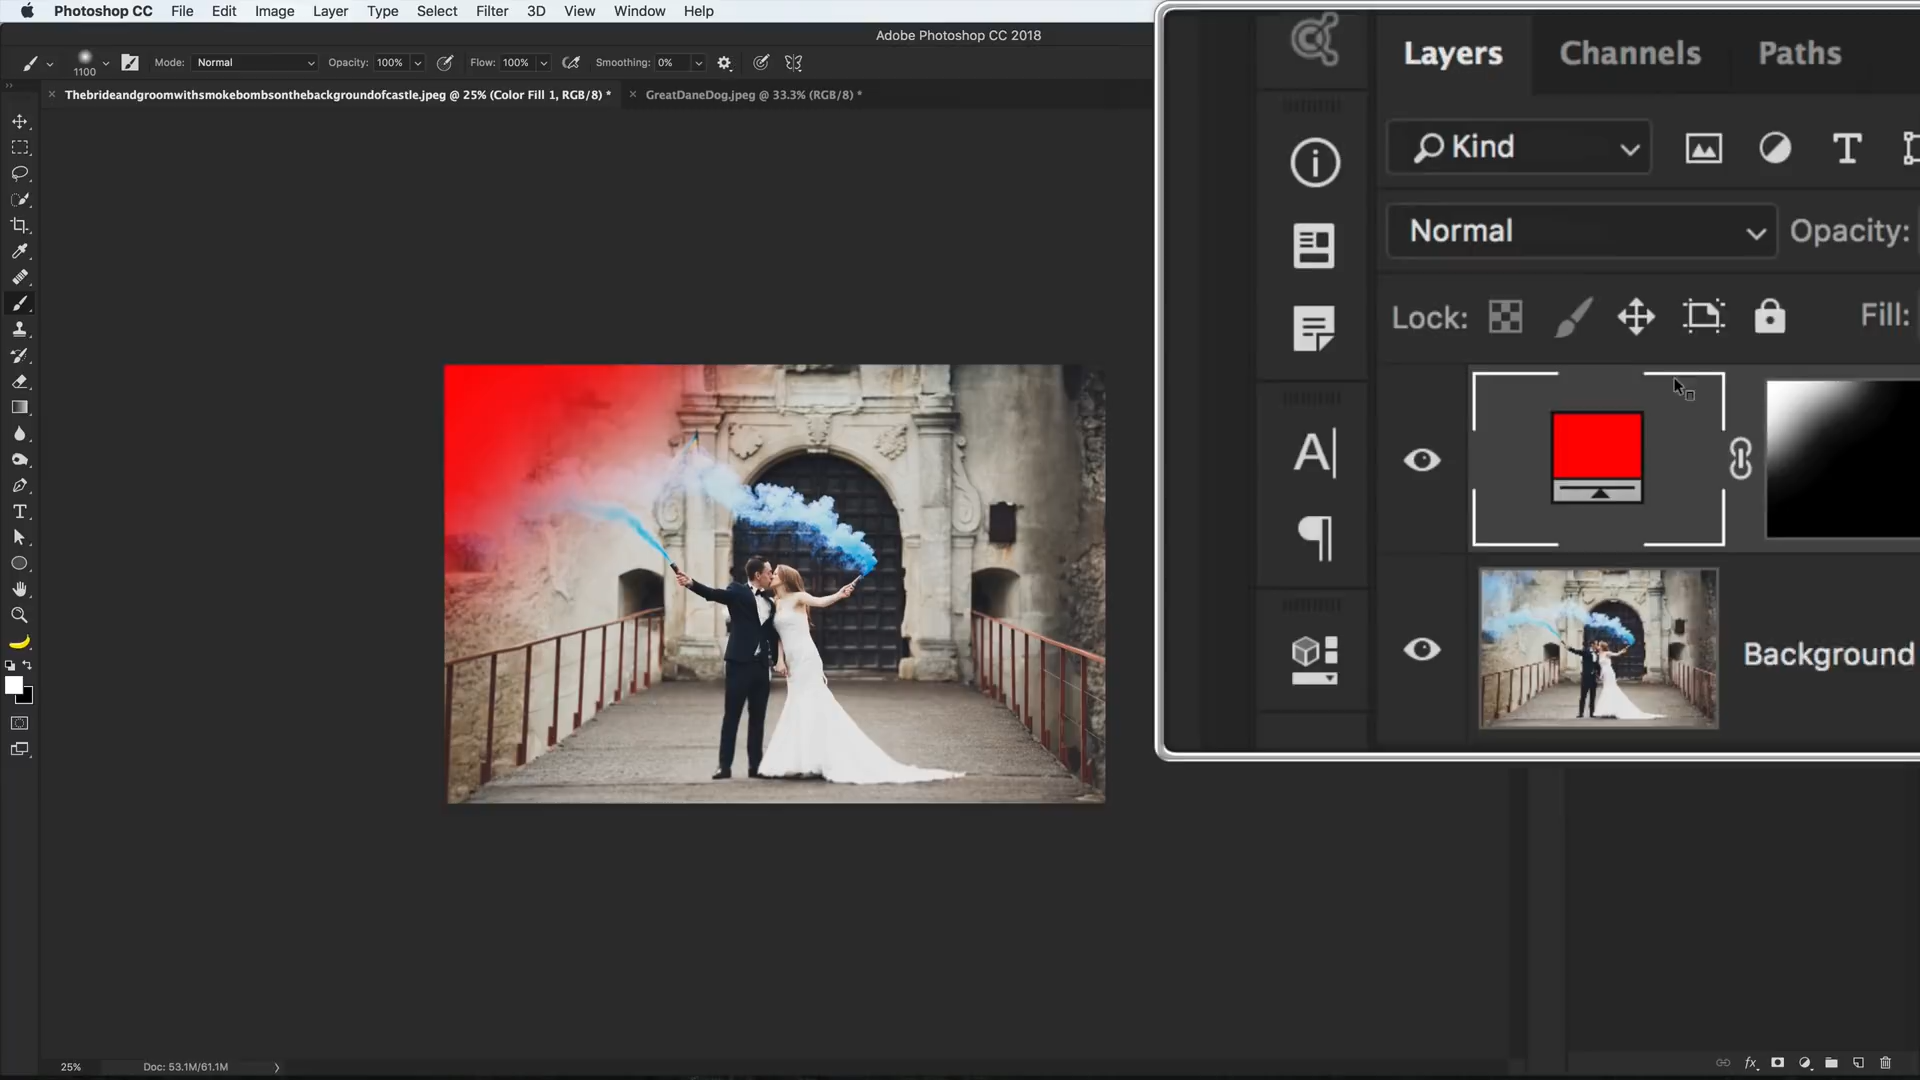 Photoshop CC File Edit Image Layer Type Select Filter 3D View Window Help
Adobe Photoshop CC 2018
1100 Mode: Normal Opacity: 100% Flow: 100% Smoothing: 0%
Thebrideandgroomwithsmokebombsonthebackgroundofcastle.jpeg @ 25% (Color Fill 1, RGB/8) * GreatDaneDog.jpeg @ 33.3% (RGB/8) *
Layers Channels Paths
Kind
Normal Opacity:
Lock: Fill:
Background
25% Doc: 53.1M/61.1M